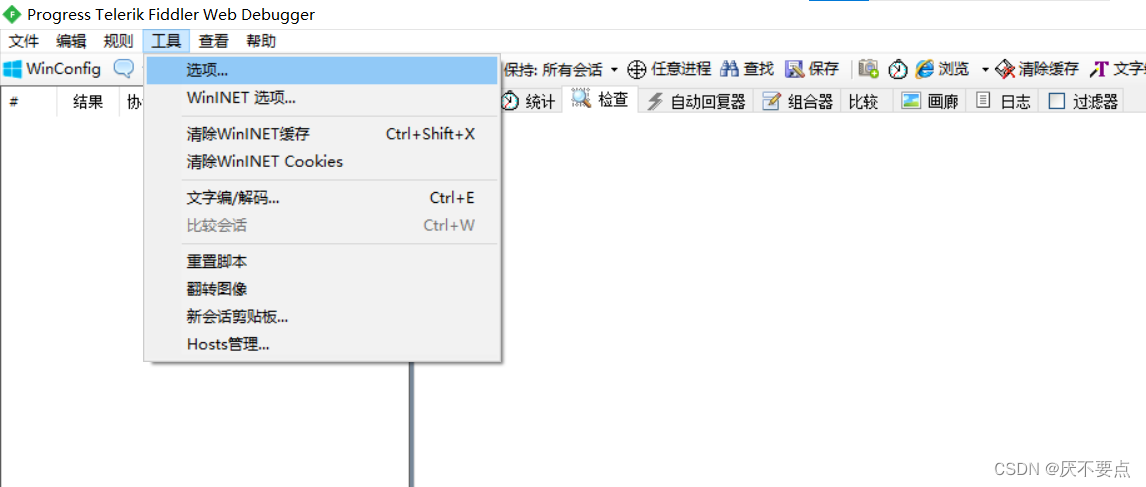 Progress Telerik Fiddler Web Debugger
文件 编辑 规则 工具 查看 帮助
WinConfig 保持: 所有会话 任意进程 查找 保存 浏览 清除缓存 文字
# 结果 协 统计 检查 自动回复器 组合器 比较 画廊 日志 过滤器
选项...
WinINET 选项...
清除WinINET缓存 Ctrl+Shift+X
清除WinINET Cookies
文字编/解码... Ctrl+E
比较会话 Ctrl+W
重置脚本
翻转图像
新会话剪贴板...
Hosts管理...
CSDN @厌不要点